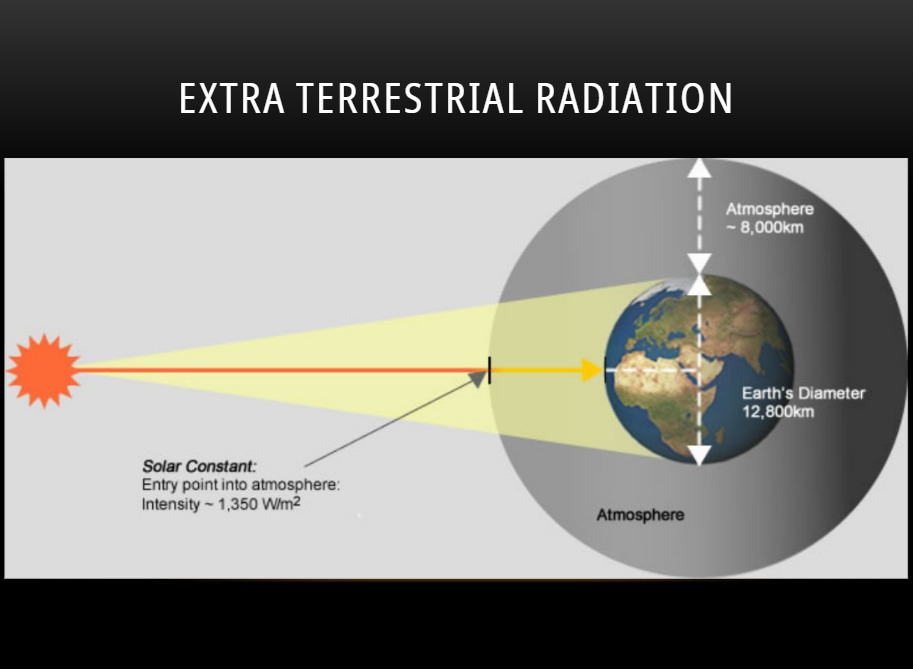 EXTRA TERRESTRIAL RADIATION
Atmosphere
~ 8,000km
Earth's Diameter
12,800km
Solar Constant:
Entry point into atmosphere:
Intensity ~ 1,350 W/m²
Atmosphere